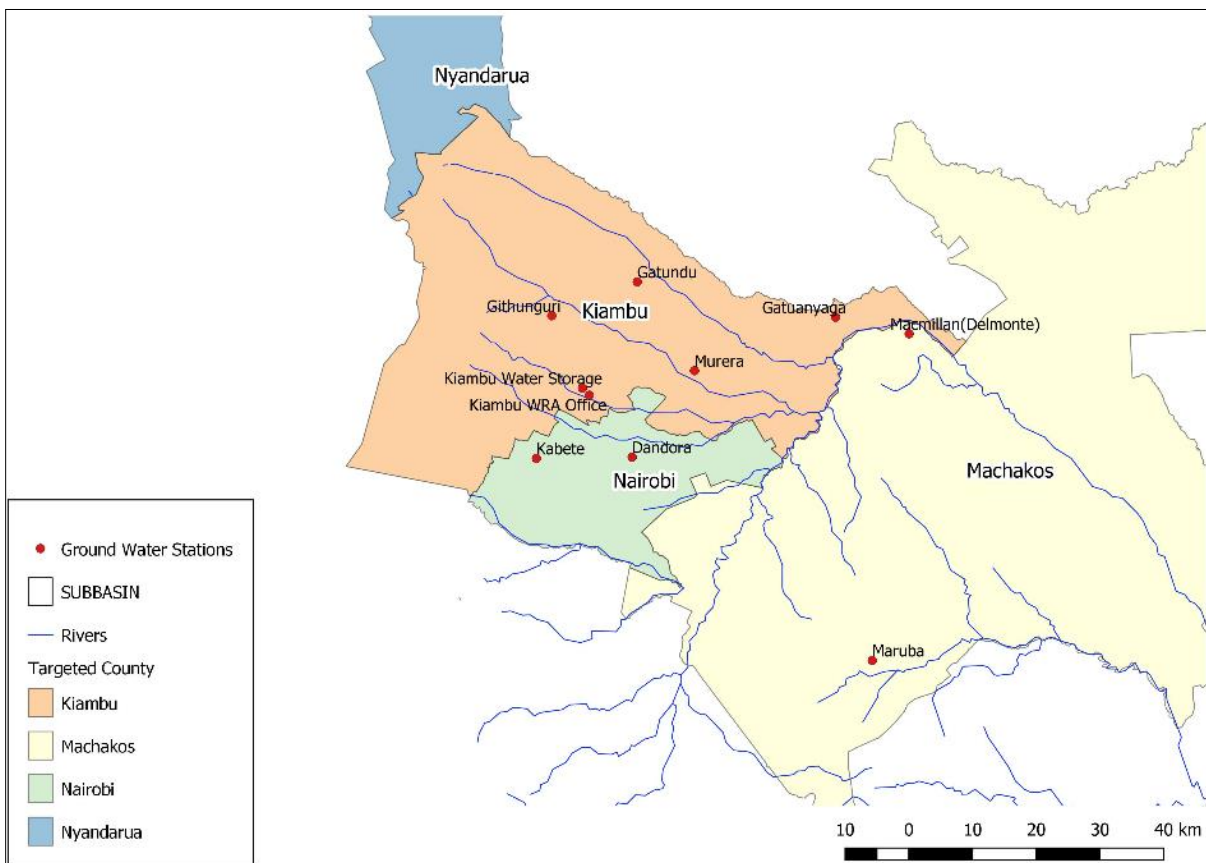 Nyandarua
Gatundu
Githunguri
Kiambu
Gatuanyaga
Macmillan(Delmonte)
Murera
Kiambu Water Storage
Kiambu WRA Office
Kabete
Dandora
Nairobi
Machakos
Maruba
Ground Water Stations
SUBBASIN
Rivers
Targeted County
Kiambu
Machakos
Nairobi
Nyandarua
10 0 10 20 30 40 km